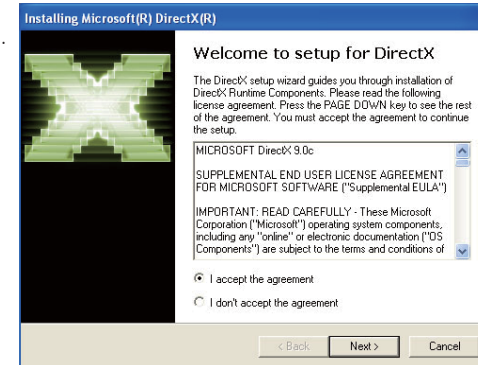 Installing Microsoft(R) DirectX(R)
.
Welcome to setup for DirectX
The DirectX setup wizard guides you through installation of
DirectX Runtime Components. Please read the following
license agreement. Press the PAGE DOWN key to see the rest
of the agreement. You must accept the agreement to continue
the setup.
MICROSOFT DirectX 9.0c
SUPPLEMENTAL END USER LICENSE AGREEMENT
FOR MICROSOFT SOFTWARE ("Supplemental EULA")
IMPORTANT: READ CAREFULLY - These Microsoft
Corporation ("Microsoft") operating system components,
including any "online" or electronic documentation ("OS
Components") are subject to the terms and conditions of
I accept the agreement
I don't accept the agreement
< Back Next > Cancel